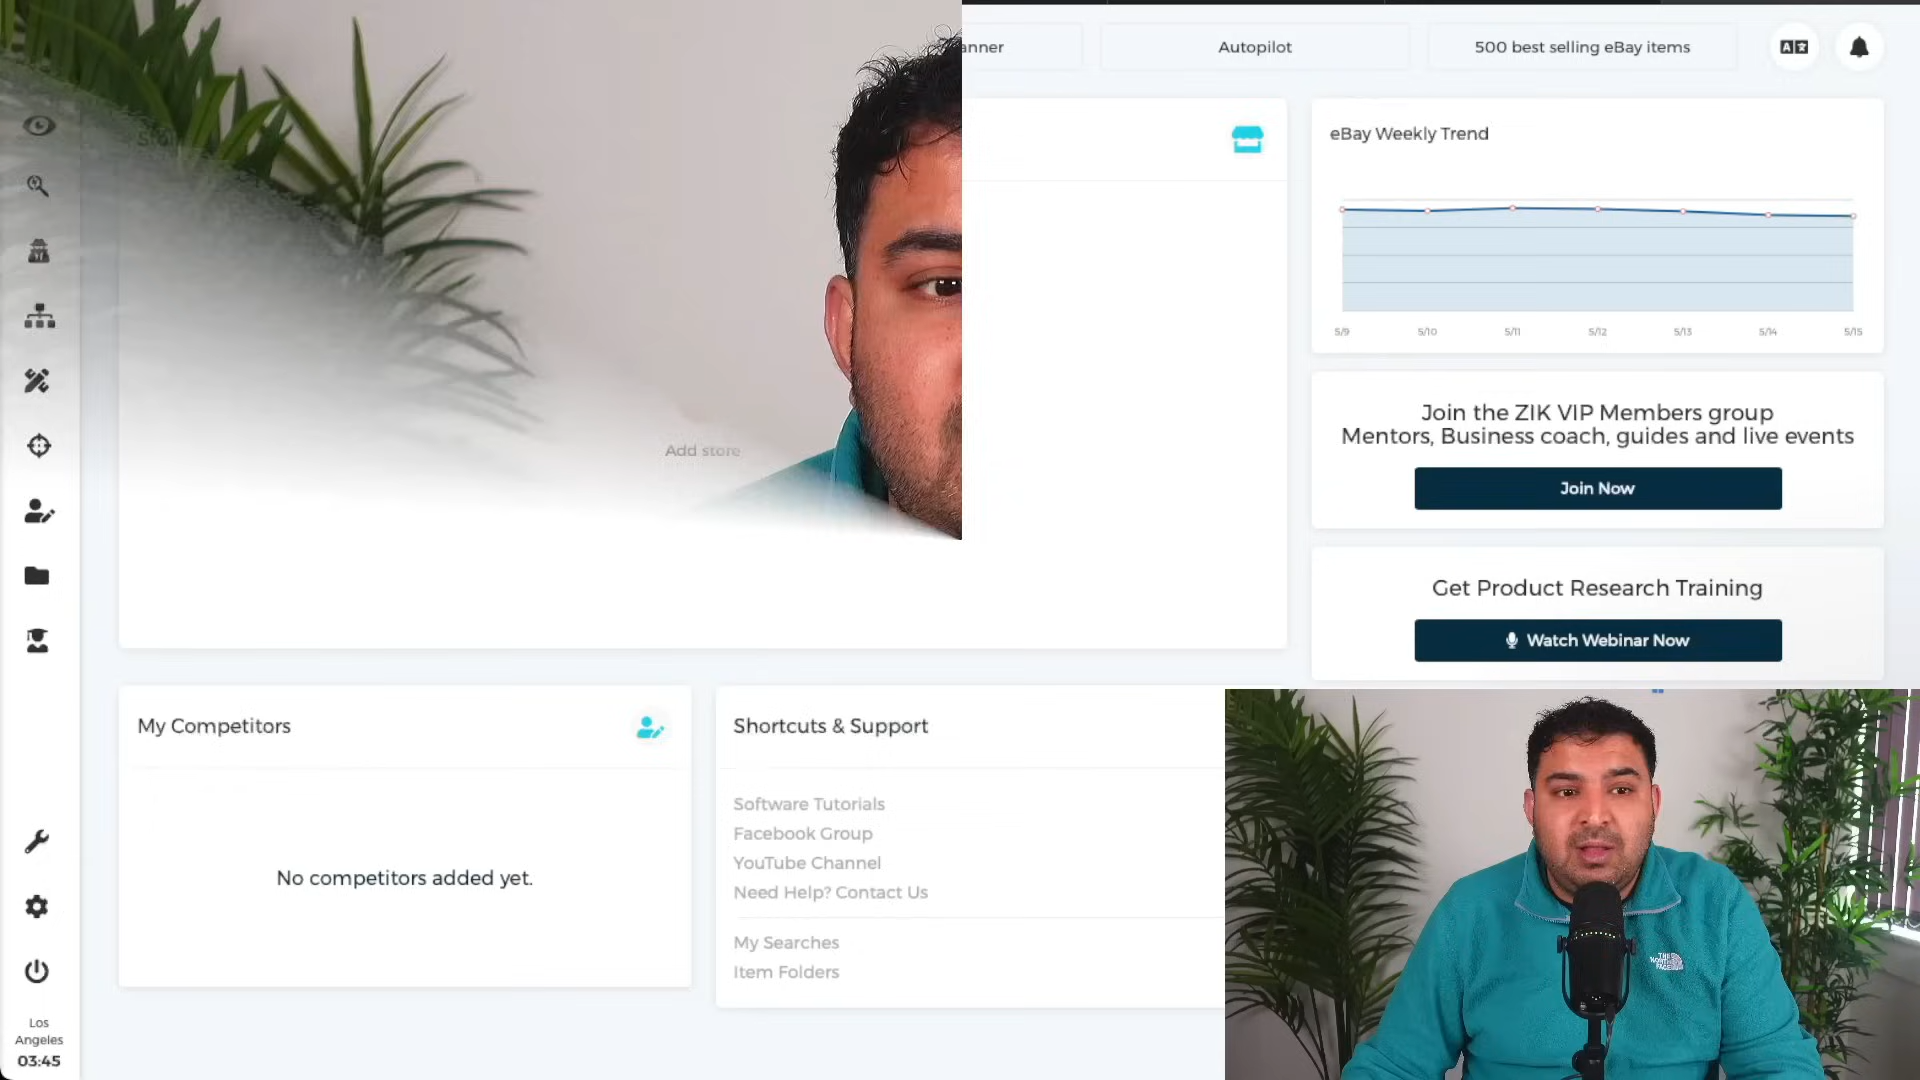 Autopilot
500 best selling eBay items
eBay Weekly Trend
5/9
5/10
5/11
5/12
5/13
5/14
5/15
Add store
Join the ZIK VIP Members group
Mentors, Business coach, guides and live events
Join Now
Get Product Research Training
Watch Webinar Now
My Competitors
No competitors added yet.
Shortcuts & Support
Software Tutorials
Facebook Group
YouTube Channel
Need Help? Contact Us
My Searches
Item Folders
Los
Angeles
03:45
THE
NORTH
FACE